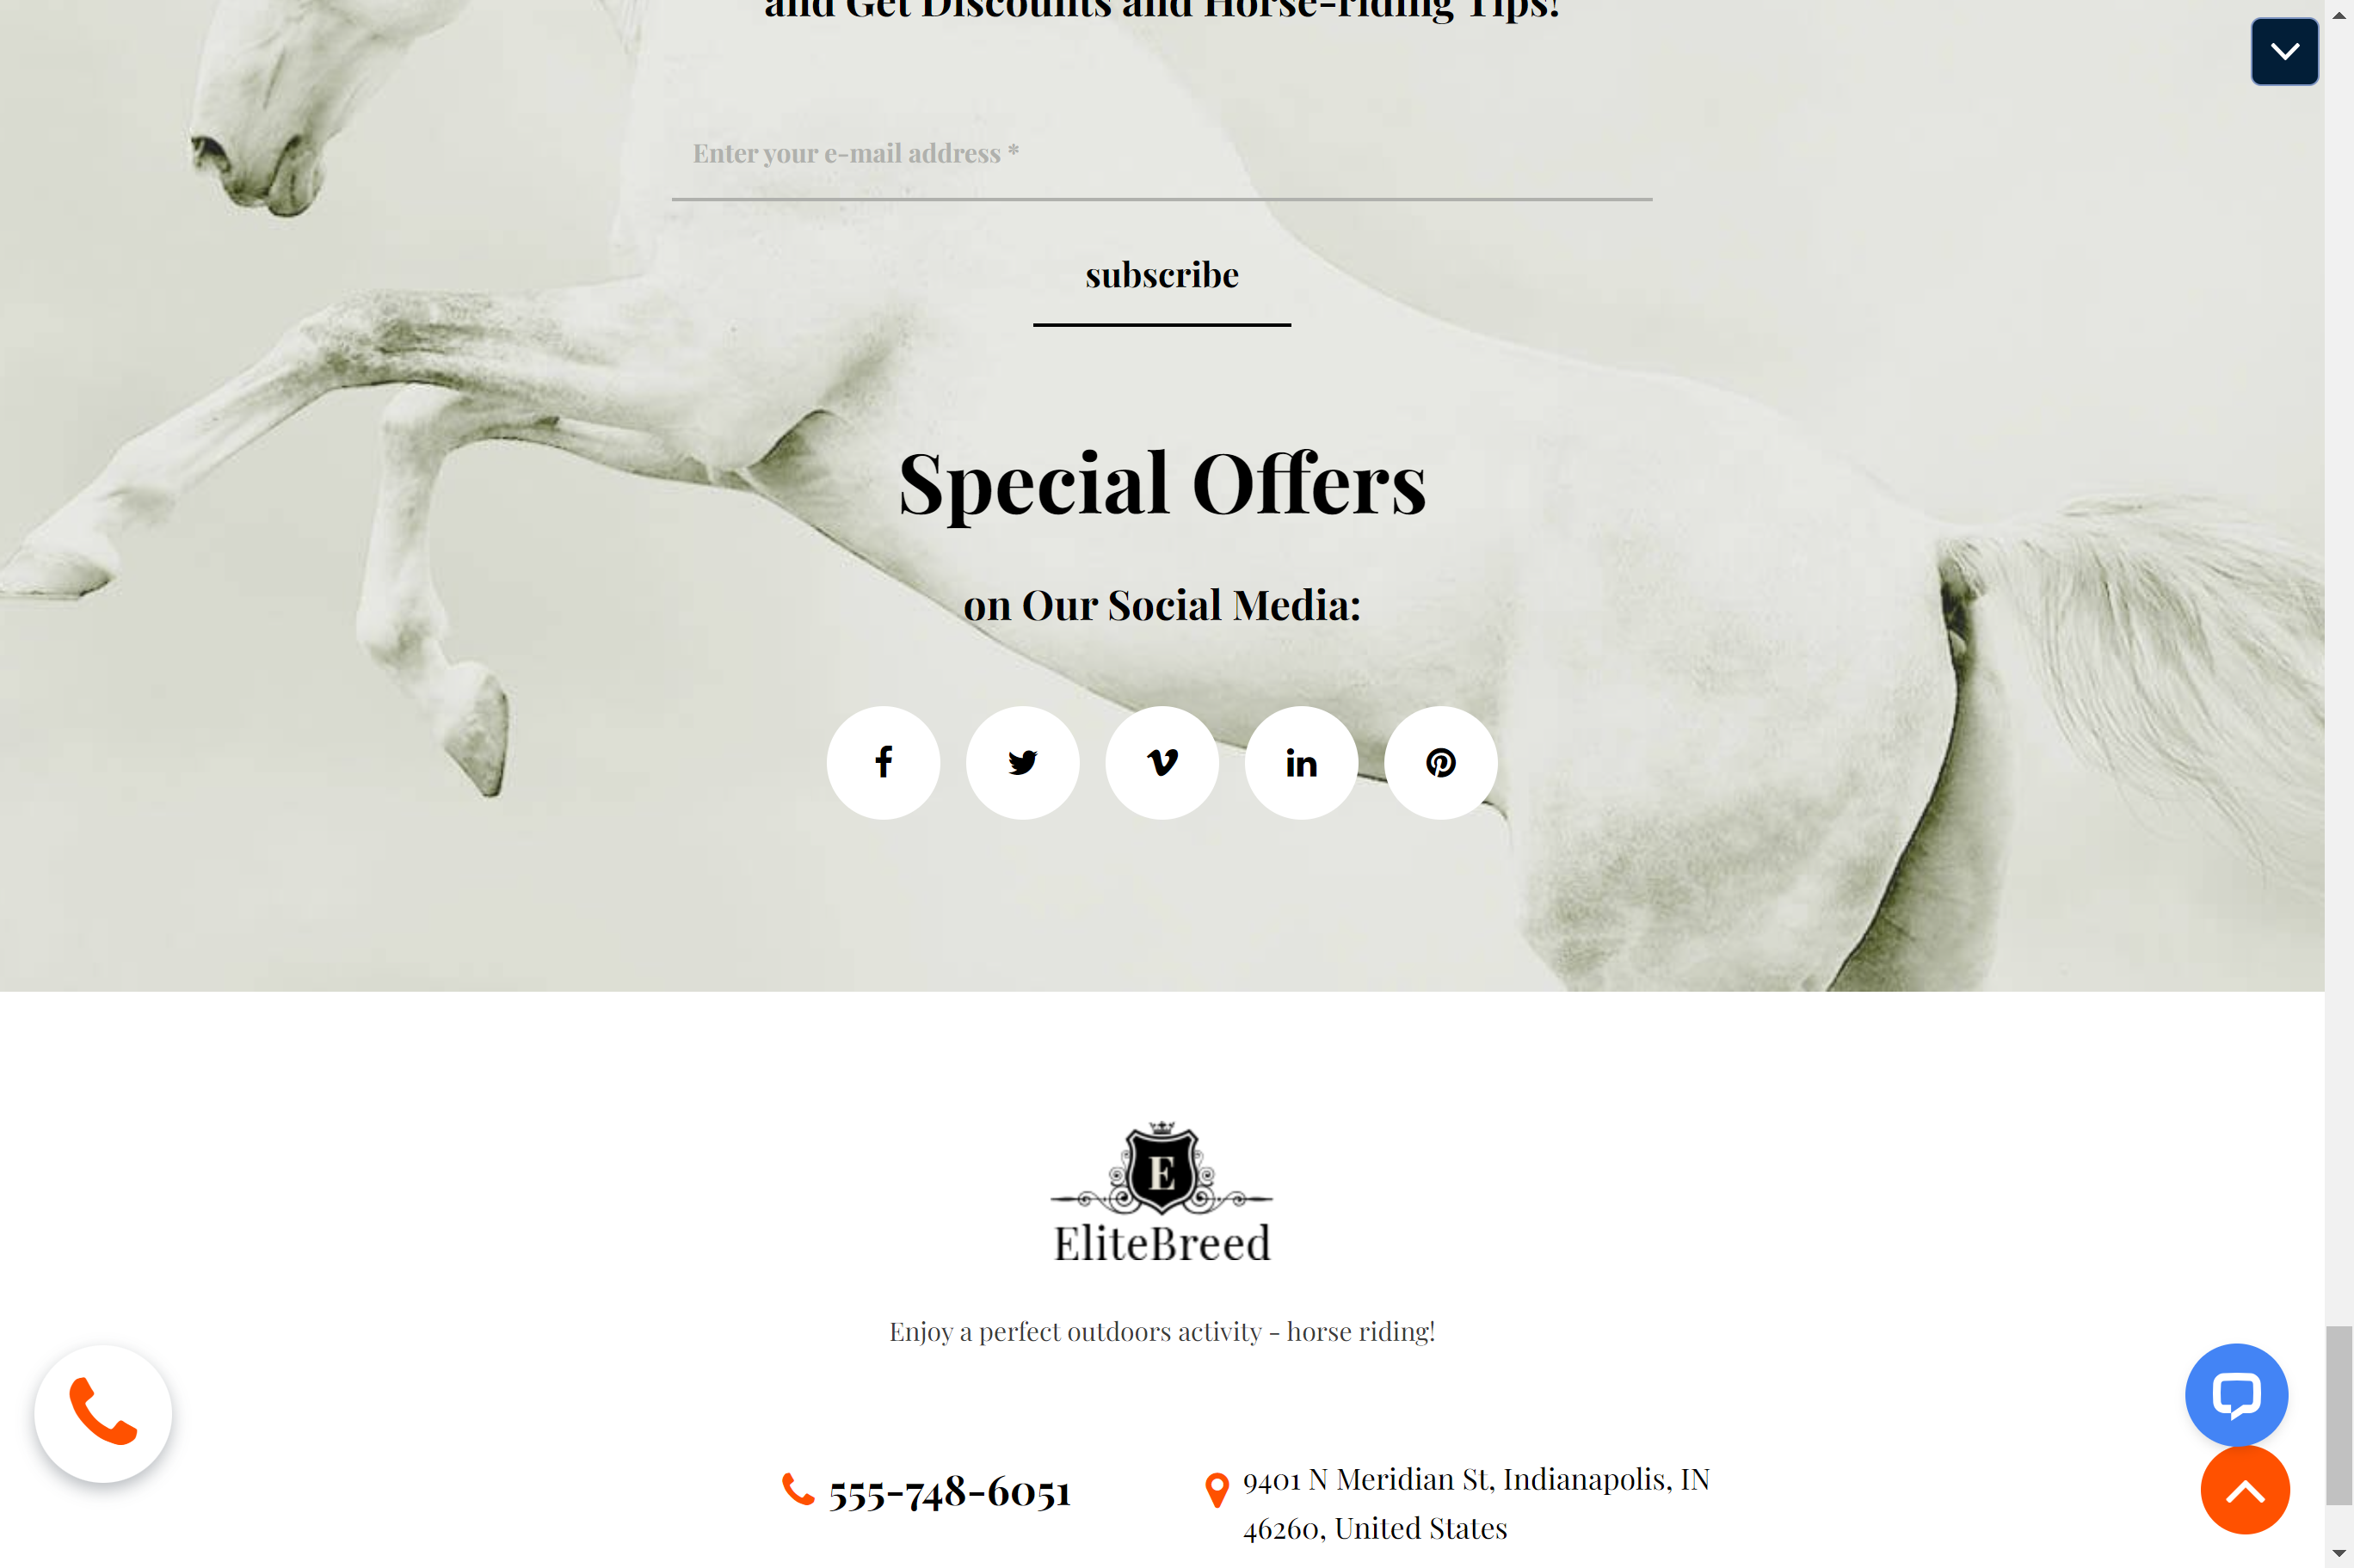 and Get Discounts and Horse-riding Tips!
Enter your e-mail address *
subscribe
Special Offers
on Our Social Media:
E
EliteBreed
Enjoy a perfect outdoors activity - horse riding!
555-748-6051
9401 N Meridian St, Indianapolis, IN
46260, United States